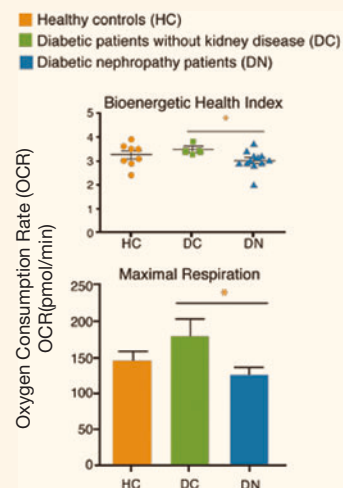 Healthy controls (HC)
Diabetic patients without kidney disease (DC)
Diabetic nephropathy patients (DN)
Bioenergetic Health Index
*
5
4
3
2
1
0
HC DC DN
Oxygen Consumption Rate (OCR)
OCR(pmol/min)
Maximal Respiration
*
250
200
150
100
50
0
HC DC DN